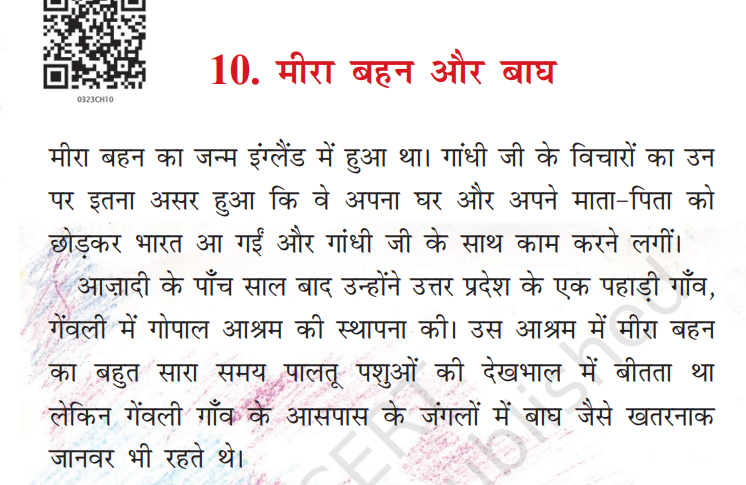 0323CH10
10. मीरा बहन और बाघ
मीरा बहन का जन्म इंग्लैंड में हुआ था। गांधी जी के विचारों का उन
पर इतना असर हुआ कि वे अपना घर और अपने माता-पिता को
छोड़कर भारत आ गईं और गांधी जी के साथ काम करने लगीं।
आज़ादी के पाँच साल बाद उन्होंने उत्तर प्रदेश के एक पहाड़ी गाँव,
गेंवली में गोपाल आश्रम की स्थापना की। उस आश्रम में मीरा बहन
का बहुत सारा समय पालतू पशुओं की देखभाल में बीतता था
लेकिन गेंवली गाँव के आसपास के जंगलों में बाघ जैसे खतरनाक
जानवर भी रहते थे।